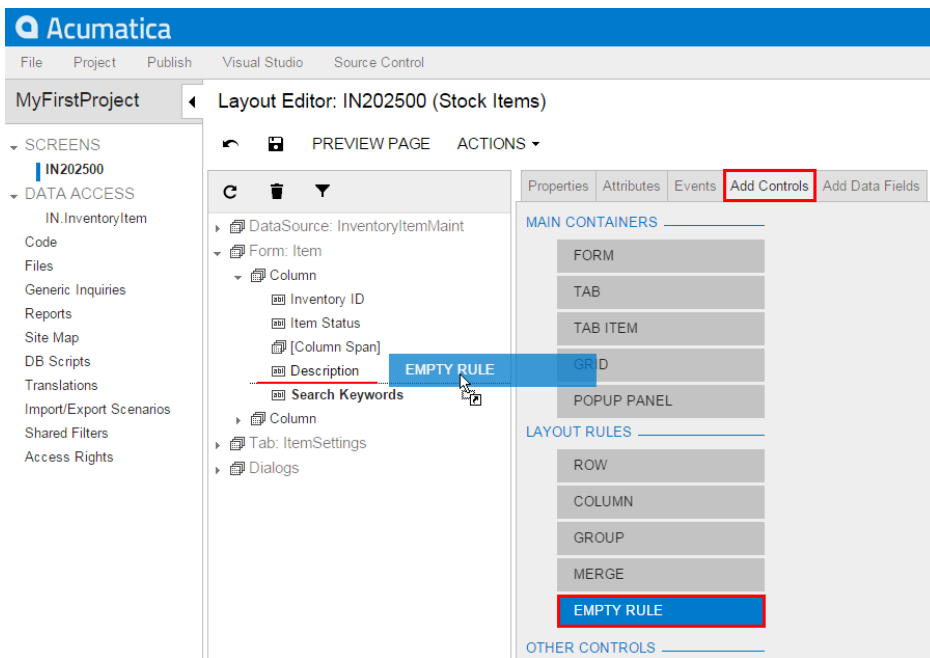 Acumatica
File Project Publish Visual Studio Source Control
MyFirstProject
SCREENS
IN202500
DATA ACCESS
IN.InventoryItem
Code
Files
Generic Inquiries
Reports
Site Map
DB Scripts
Translations
Import/Export Scenarios
Shared Filters
Access Rights
Layout Editor: IN202500 (Stock Items)
PREVIEW PAGE ACTIONS
DataSource: InventoryItemMaint
Form: Item
Column
Inventory ID
Item Status
[Column Span]
Description
EMPTY RULE
Search Keywords
Column
Tab: ItemSettings
Dialogs
Properties Attributes Events Add Controls Add Data Fields
MAIN CONTAINERS
FORM
TAB
TAB ITEM
GRID
POPUP PANEL
LAYOUT RULES
ROW
COLUMN
GROUP
MERGE
EMPTY RULE
OTHER CONTROLS